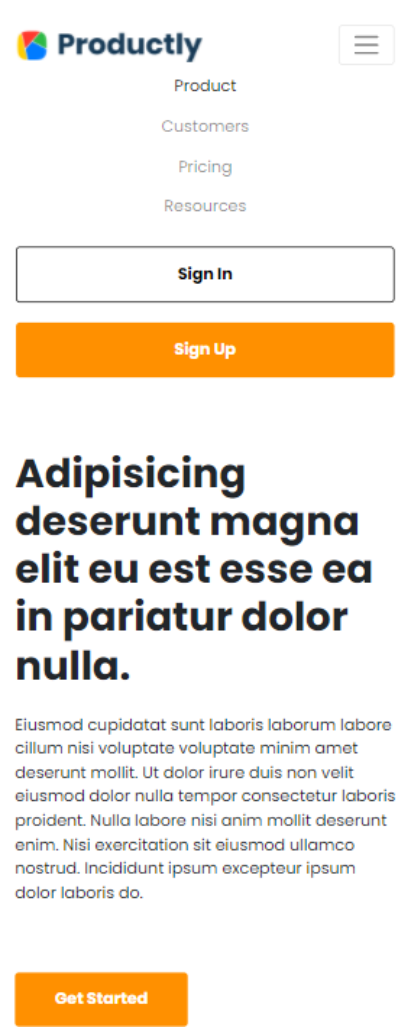 Productly
Product
Customers
Pricing
Resources
Sign In
Sign Up
Adipisicing
deserunt magna
elit eu est esse ea
in pariatur dolor
nulla.
Eiusmod cupidatat sunt laboris laborum labore
cillum nisi voluptate voluptate minim amet
deserunt mollit. Ut dolor irure duis non velit
eiusmod dolor nulla tempor consectetur laboris
proident. Nulla labore nisi anim mollit deserunt
enim. Nisi exercitation sit eiusmod ullamco
nostrud. Incididunt ipsum excepteur ipsum
dolor laboris do.
Get Started